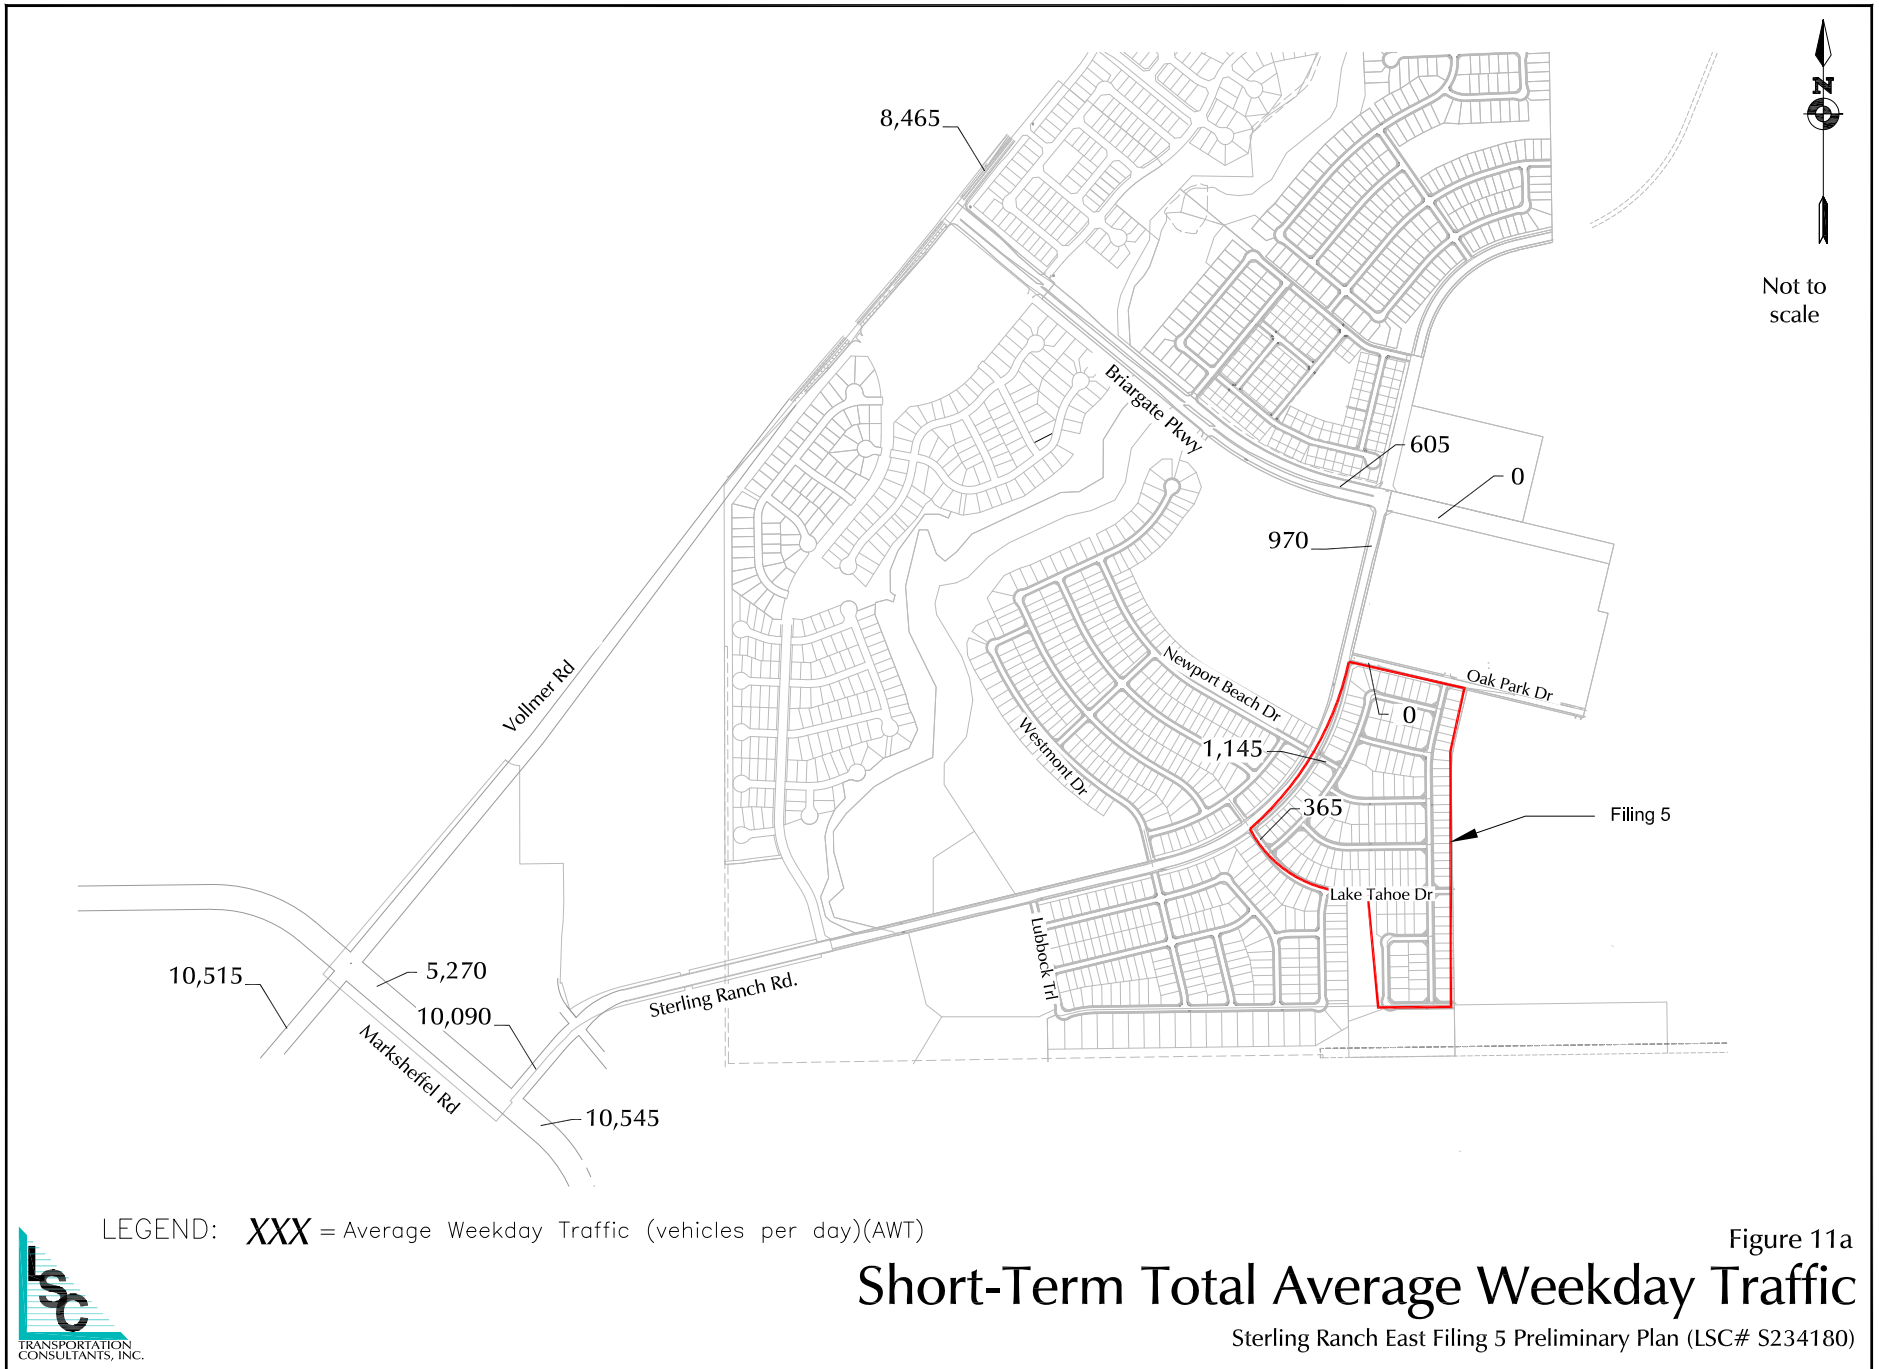 8,465
N
Not to
scale
Briargate Pkwy
605
0
970
Newport Beach Dr
Oak Park Dr
Vollmer Rd
0
Westmont Dr
1,145
365
Filing 5
Lake Tahoe Dr
Lubbock Trl
10,515
5,270
Sterling Ranch Rd.
10,090
Marksheffel Rd
10,545
LEGEND: XXX = Average Weekday Traffic (vehicles per day)(AWT)
Figure 11a
Short-Term Total Average Weekday Traffic
Sterling Ranch East Filing 5 Preliminary Plan (LSC# S234180)
LSC
TRANSPORTATION
CONSULTANTS, INC.